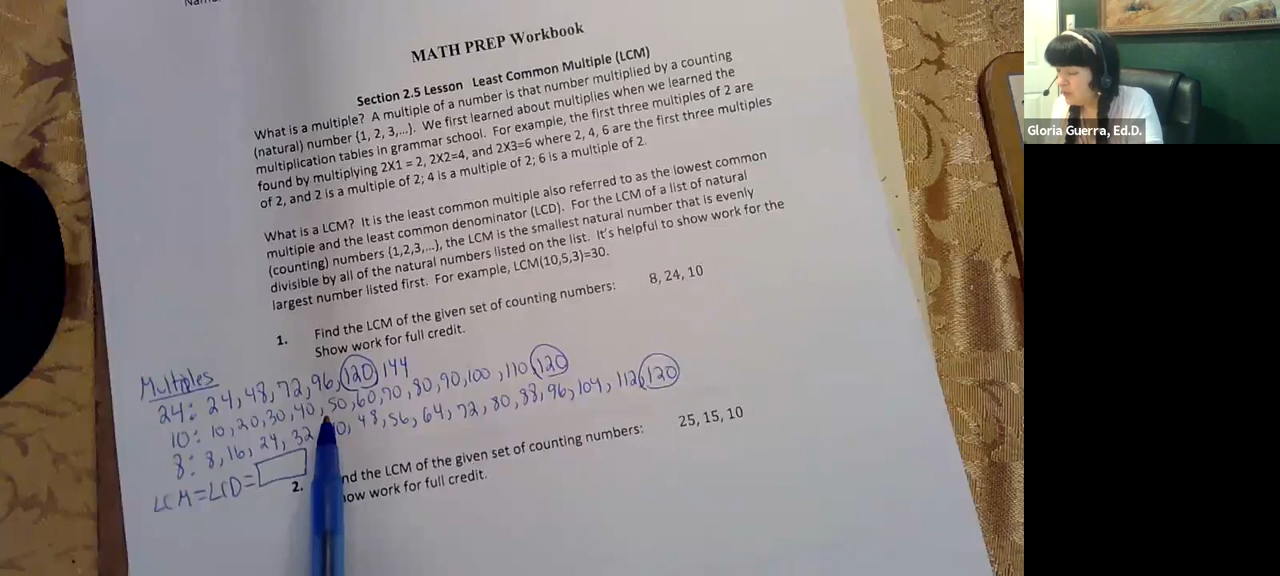 MATH PREP Workbook
Section 2.5 Lesson Least Common Multiple (LCM)
What is a multiple? A multiple of a number is that number multiplied by a counting
(natural) number {1, 2, 3,...}. We first learned about multiplies when we learned the
multiplication tables in grammar school. For example, the first three multiples of 2 are
found by multiplying 2X1 = 2, 2X2=4, and 2X3=6 where 2, 4, 6 are the first three multiples
of 2, and 2 is a multiple of 2; 4 is a multiple of 2; 6 is a multiple of 2.
What is a LCM? It is the least common multiple also referred to as the lowest common
multiple and the least common denominator (LCD). For the LCM of a list of natural
(counting) numbers {1,2,3,...}, the LCM is the smallest natural number that is evenly
divisible by all of the natural numbers listed on the list. It's helpful to show work for the
largest number listed first. For example, LCM(10,5,3)=30.
1. Find the LCM of the given set of counting numbers: 8, 24, 10
Show work for full credit.
Multiples
24: 24, 48, 72, 96, 120, 144
10: 10, 20, 30, 40, 50, 60, 70, 80, 90, 100, 110, 120
8: 8, 16, 24, 32 48, 56, 64, 72, 80, 88, 96, 104, 112, 120
LCM=LCD=
2. nd the LCM of the given set of counting numbers: 25, 15, 10
ow work for full credit.
Gloria Guerra, Ed.D.